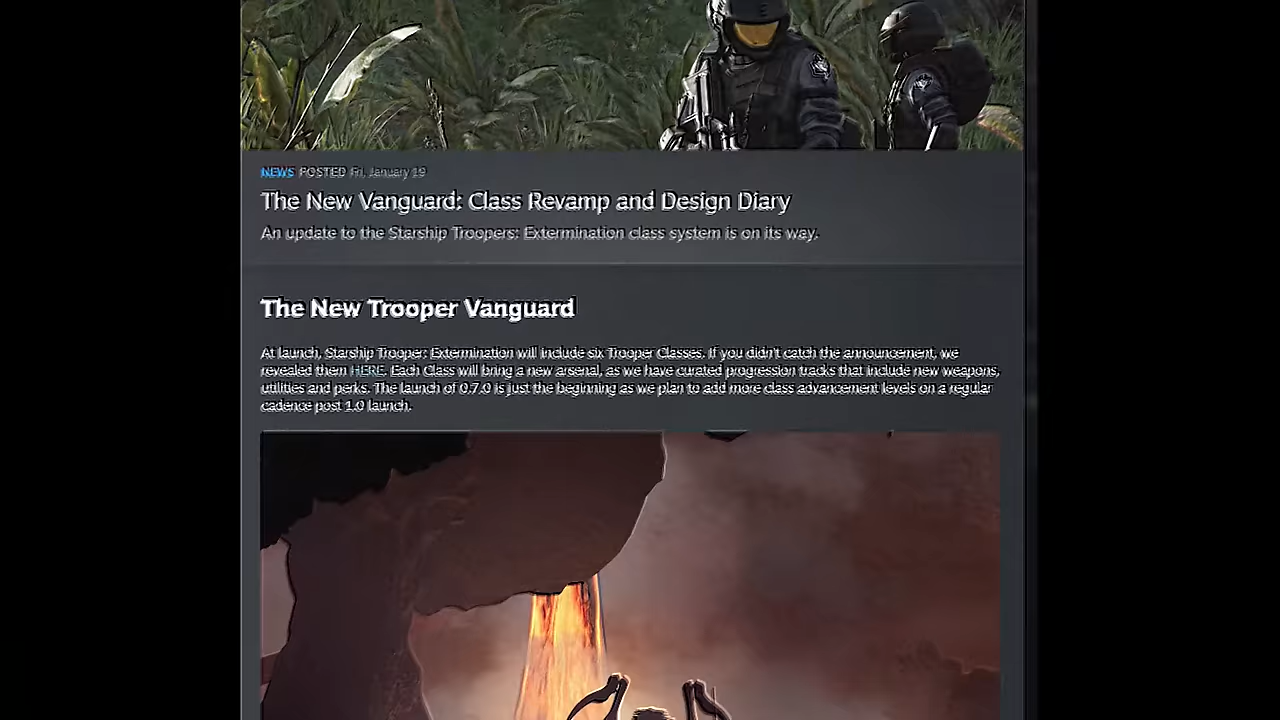 NEWS POSTED Fri, January 19
The New Vanguard: Class Revamp and Design Diary
An update to the Starship Troopers: Extermination class system is on its way.
The New Trooper Vanguard
At launch, Starship Trooper: Extermination will include six Trooper Classes. If you didn't catch the announcement, we
revealed them HERE. Each Class will bring a new arsenal, as we have curated progression tracks that include new weapons,
utilities and perks. The launch of 0.7.0 is just the beginning as we plan to add more class advancement levels on a regular
cadence post 1.0 launch.